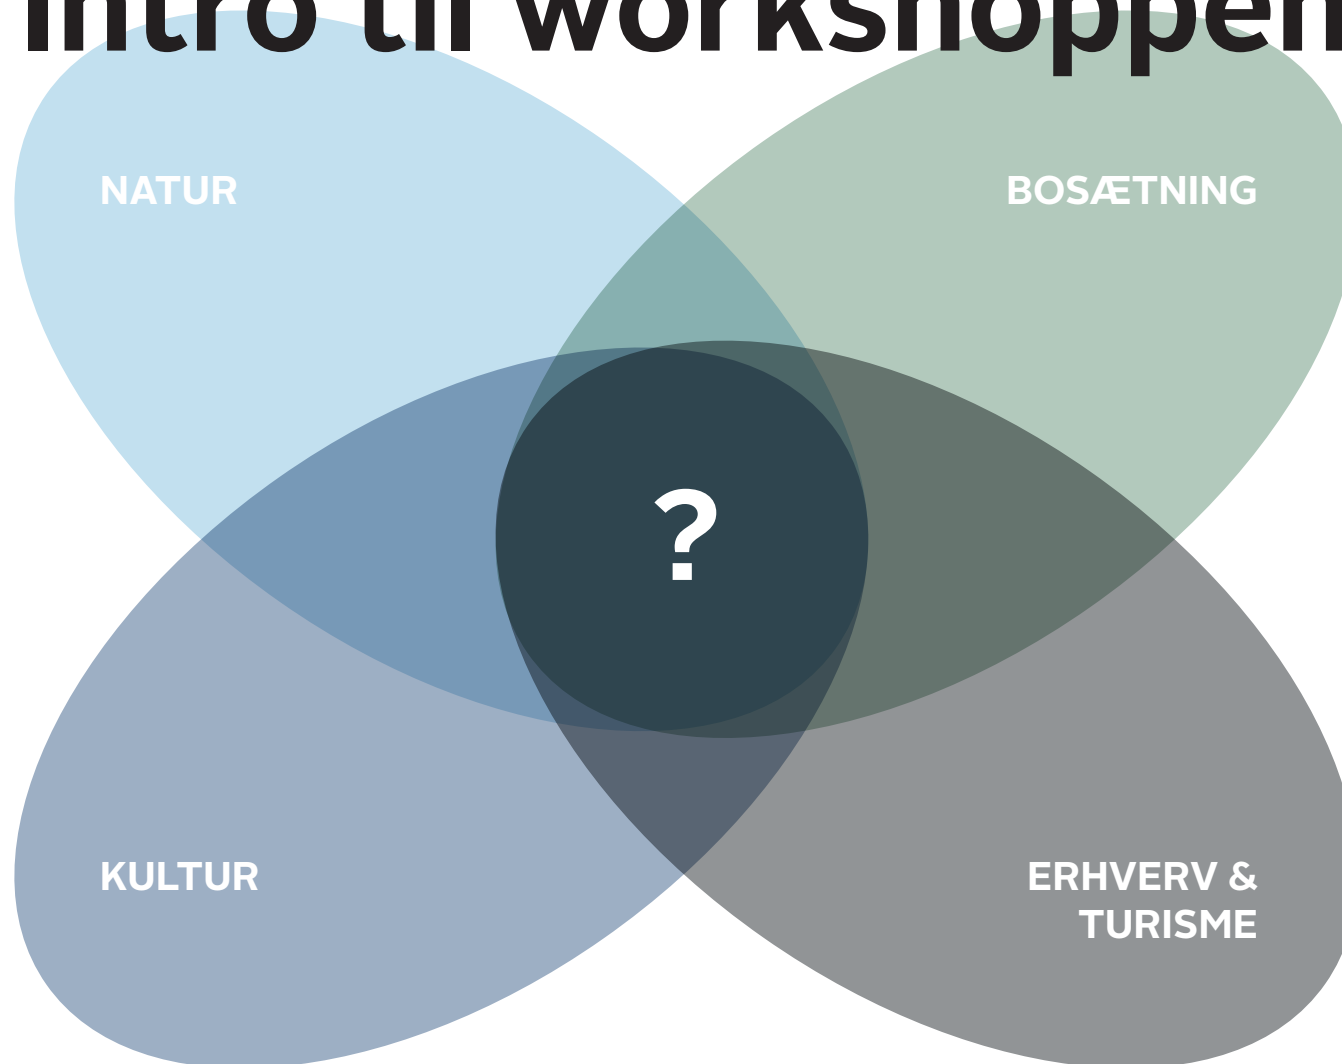 Intro til workshoppen
NATUR
BOSÆTNING
?
KULTUR
ERHVERV &
TURISME